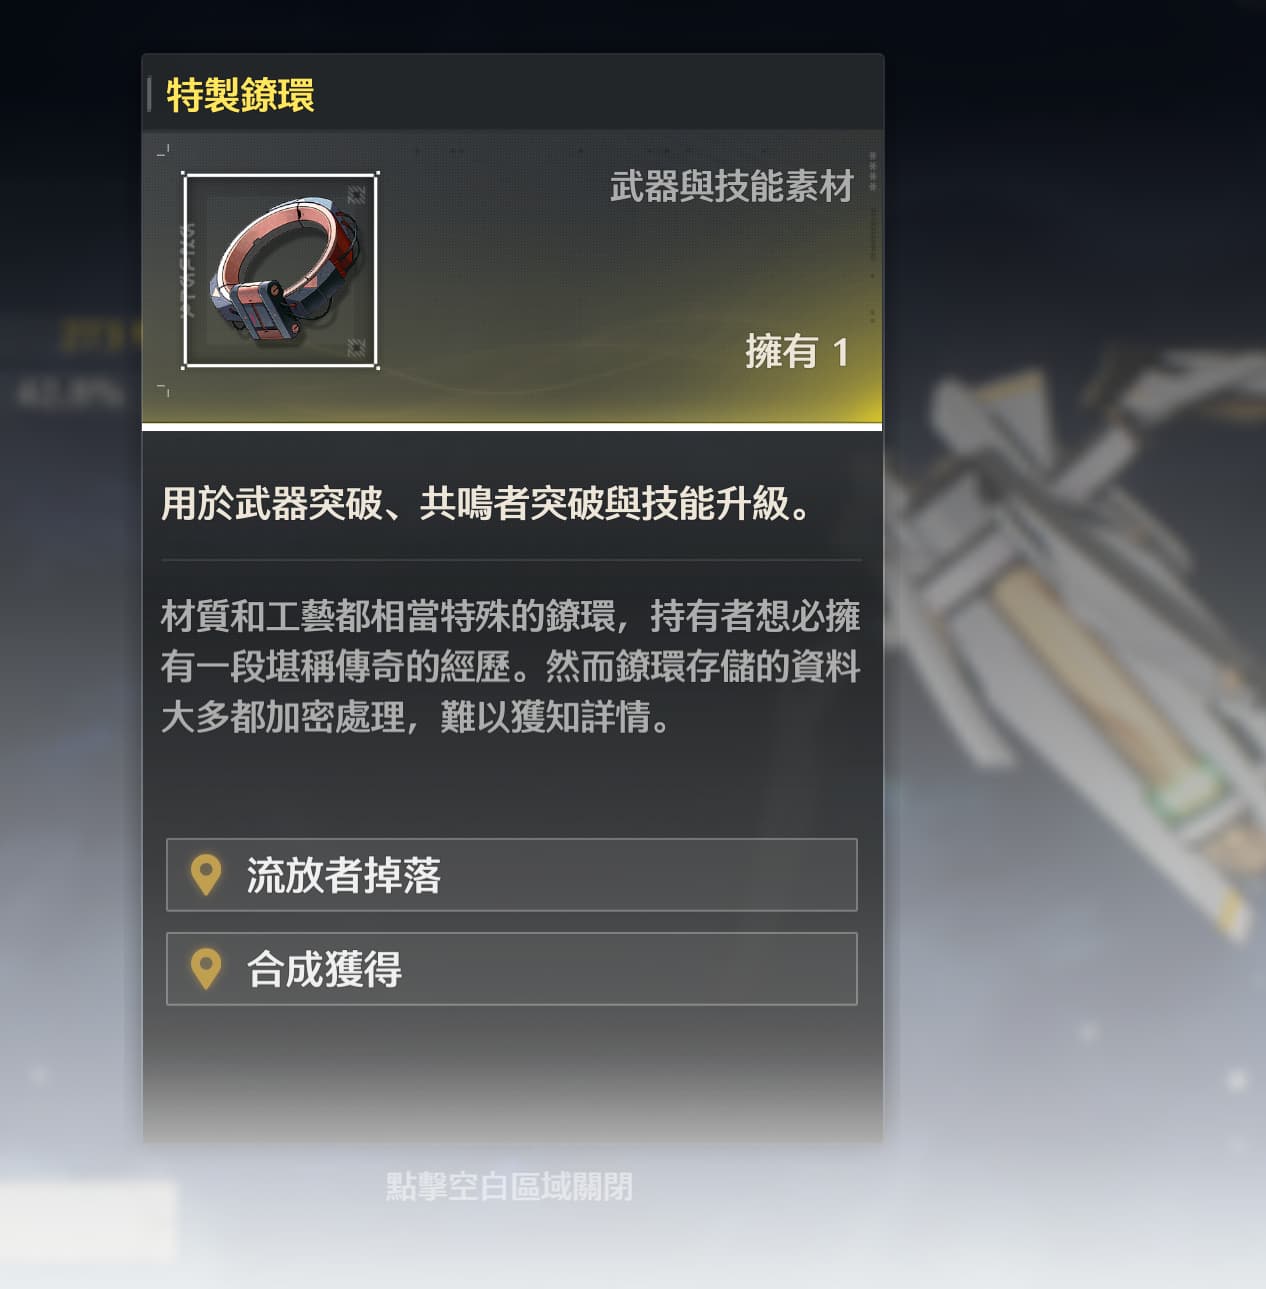 特製鐐環
武器與技能素材
擁有 1
用於武器突破、共鳴者突破與技能升級。
材質和工藝都相當特殊的鐐環，持有者想必擁
有一段堪稱傳奇的經歷。然而鐐環存儲的資料
大多都加密處理，難以獲知詳情。
流放者掉落
合成獲得
點擊空白區域關閉